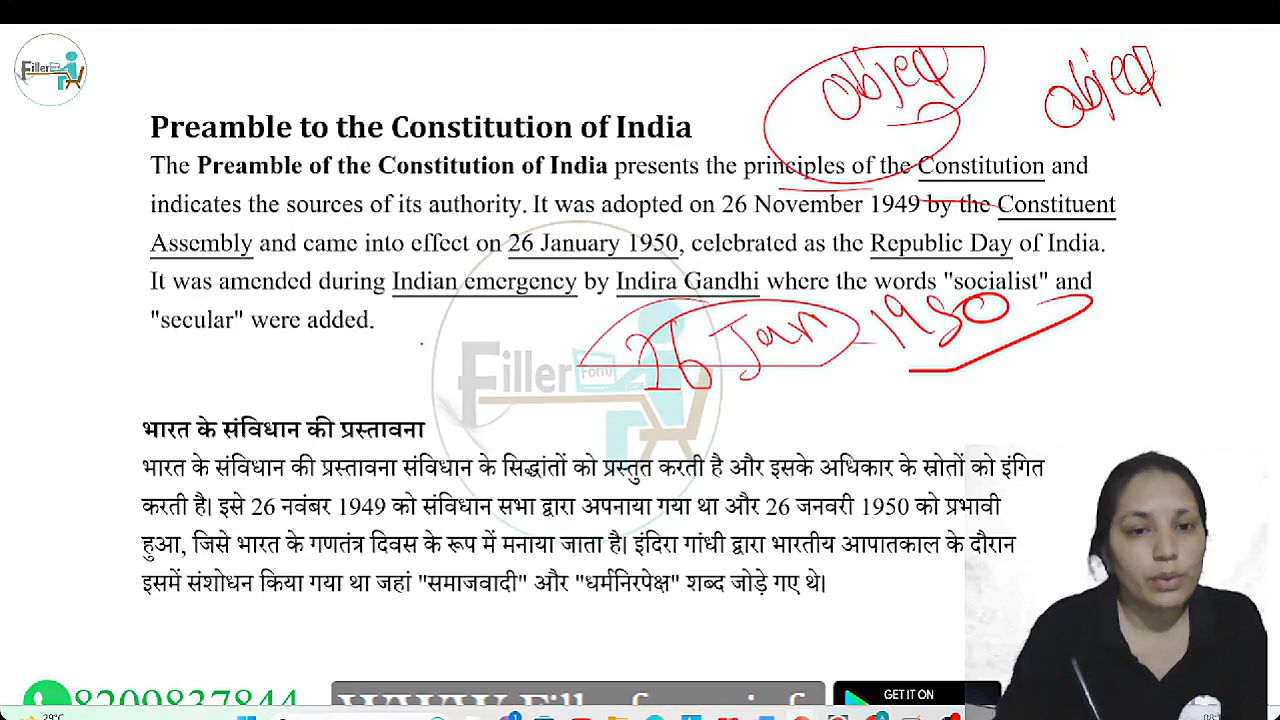 Filler
objeq
objeq
Preamble to the Constitution of India
The Preamble of the Constitution of India presents the principles of the Constitution and
indicates the sources of its authority. It was adopted on 26 November 1949 by the Constituent
Assembly and came into effect on 26 January 1950, celebrated as the Republic Day of India.
It was amended during Indian emergency by Indira Gandhi where the words "socialist" and
"secular" were added.
26 Jan 1950
Filler
Form
भारत के संविधान की प्रस्तावना
भारत के संविधान की प्रस्तावना संविधान के सिद्धांतों को प्रस्तुत करती है और इसके अधिकार के स्रोतों को इंगित
करती है। इसे 26 नवंबर 1949 को संविधान सभा द्वारा अपनाया गया था और 26 जनवरी 1950 को प्रभावी
हुआ, जिसे भारत के गणतंत्र दिवस के रूप में मनाया जाता है। इंदिरा गांधी द्वारा भारतीय आपातकाल के दौरान
इसमें संशोधन किया गया था जहां "समाजवादी" और "धर्मनिरपेक्ष" शब्द जोड़े गए थे।
8209837844
GET IT ON
29°C